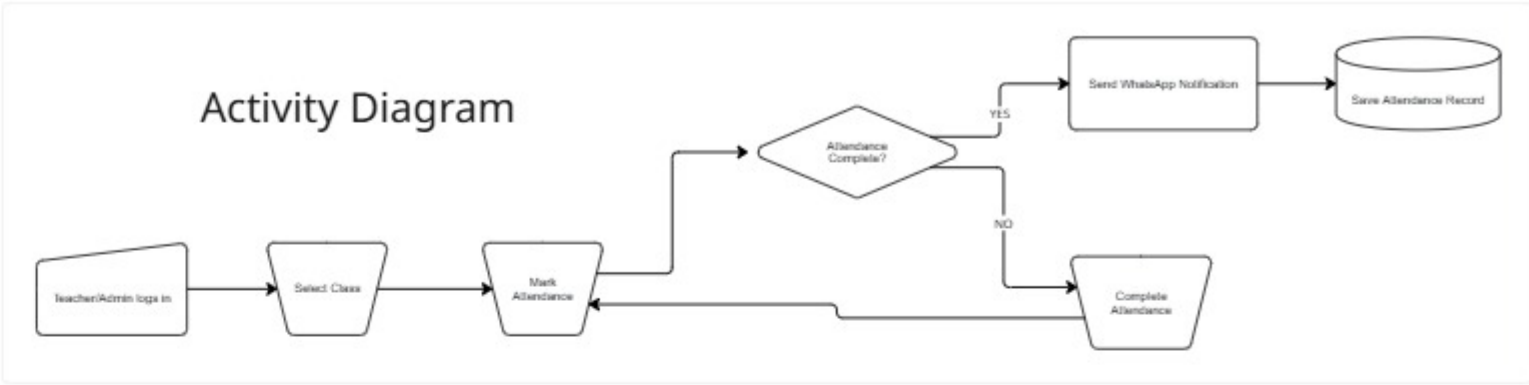 Activity Diagram
Teacher/Admin logs in
Select Class
Mark
Attendance
Attendance
Complete?
YES
Send WhatsApp Notification
Save Attendance Record
NO
Complete
Attendance